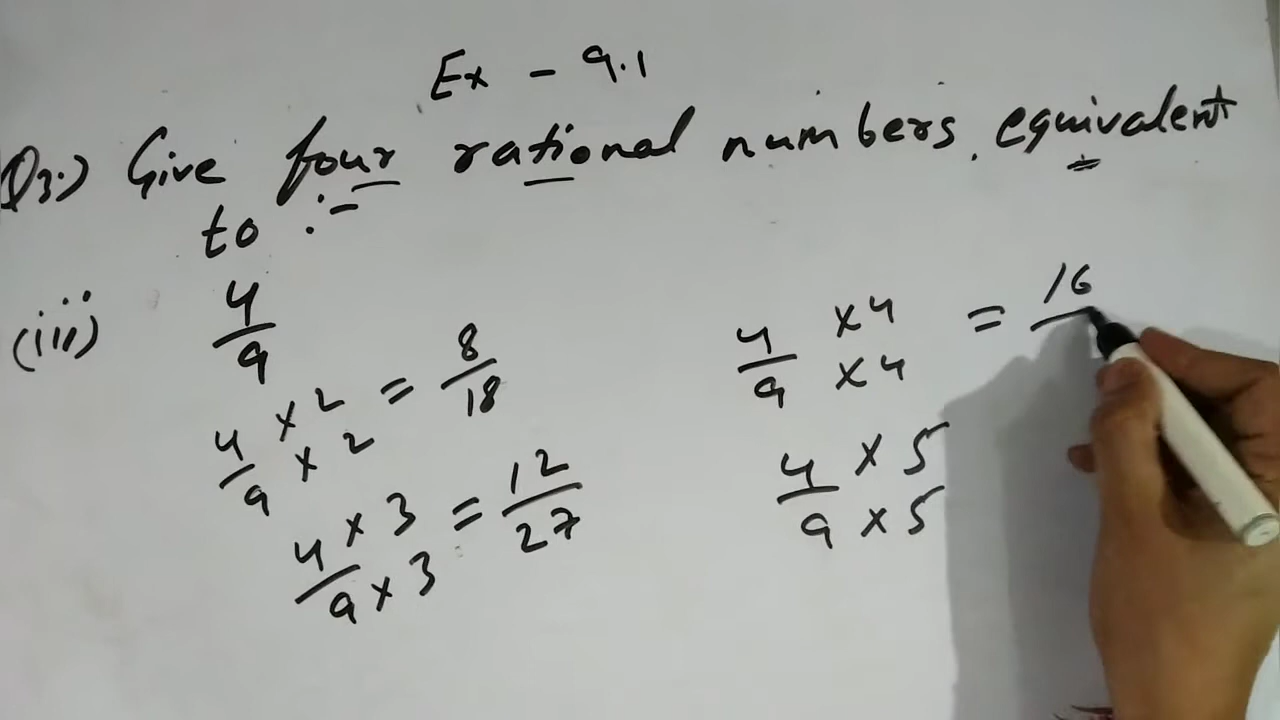 Ex - 9.1
Q3.) Give four rational numbers equivalent
to :-
(iii) 4/9
4/9 ×2/×2 = 8/18
4/9 ×3/×3 = 12/27
4/9 ×4/×4 = 16
4/9 ×5/×5